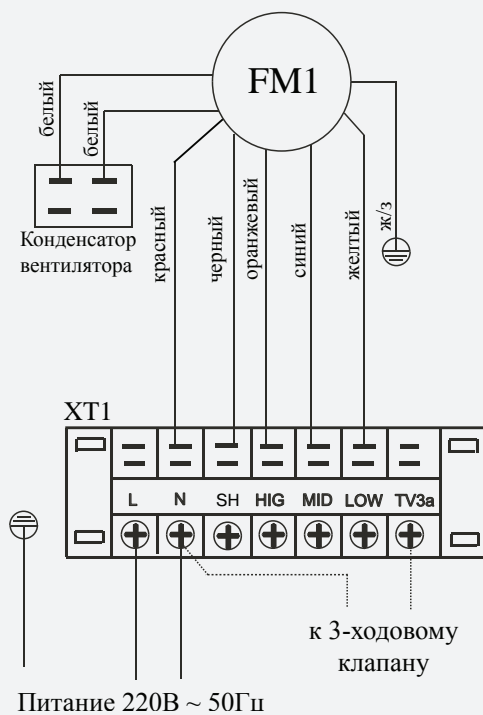 FM1
белый
белый
Конденсатор
вентилятора
красный
черный
оранжевый
синий
желтый
ж/з
XT1
L N SH HIG MID LOW TV3a
к 3-ходовому
клапану
Питание 220В ~ 50Гц